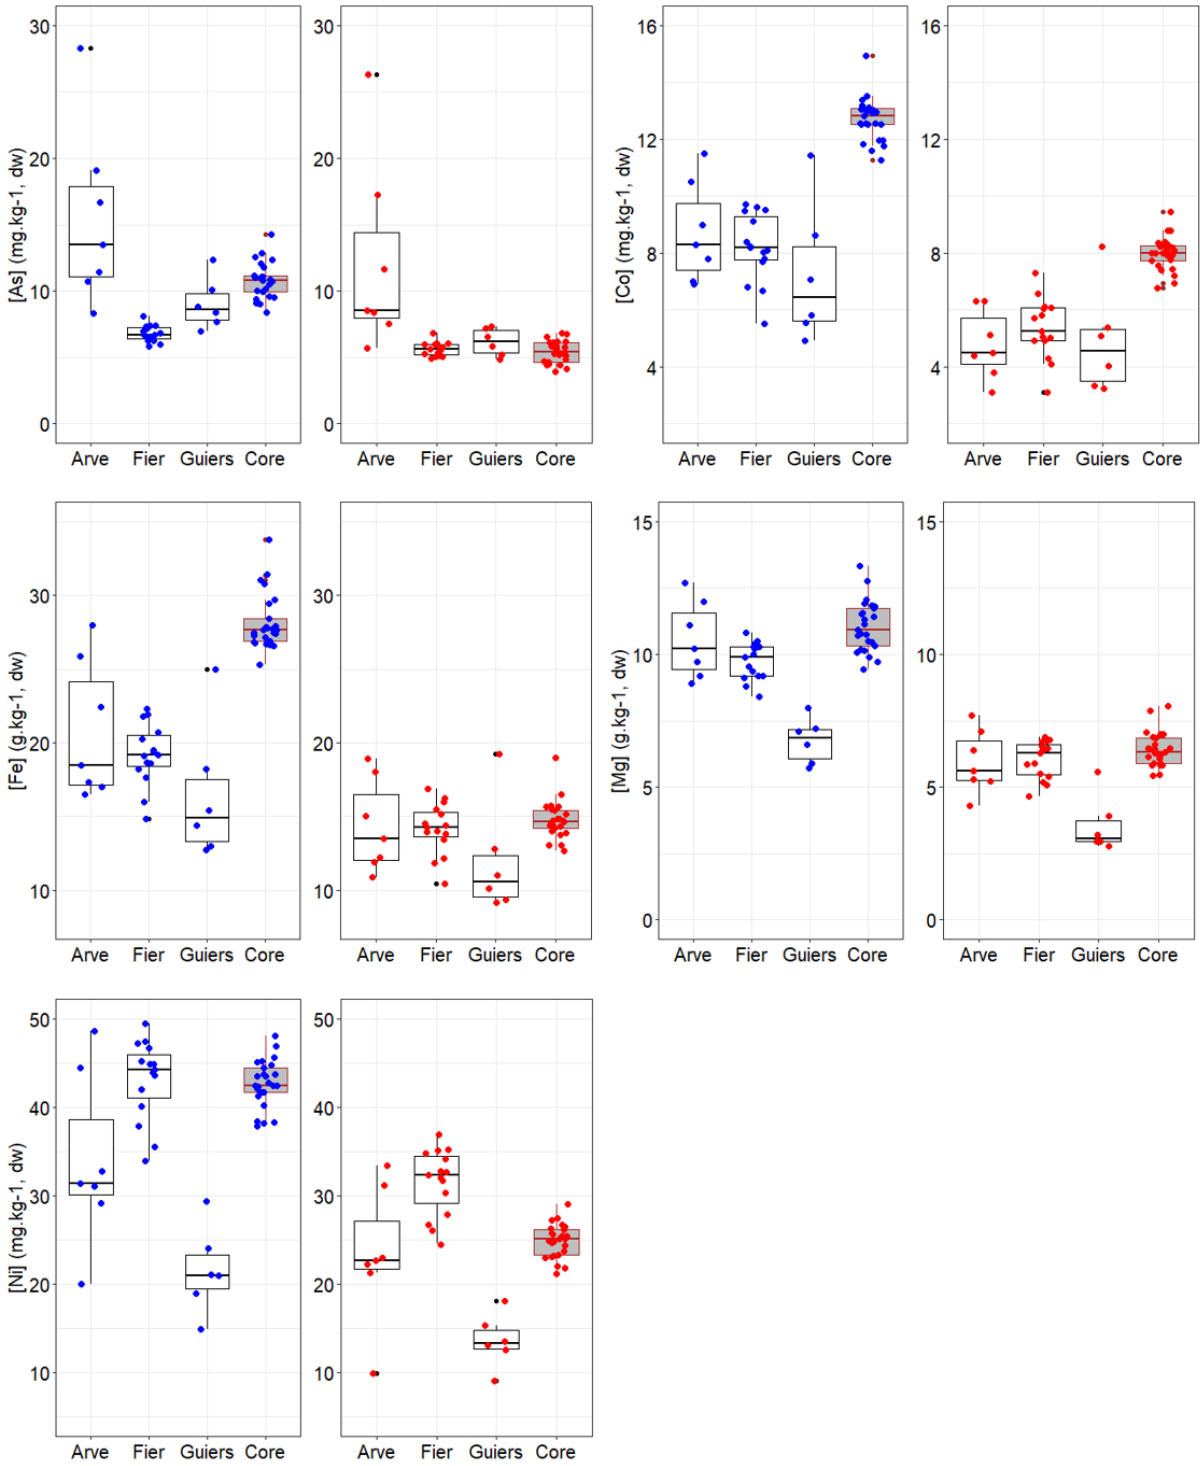 [As] (mg.kg-1, dw)
30
20
10
0
Arve Fier Guiers Core
30
20
10
0
Arve Fier Guiers Core
[Co] (mg.kg-1, dw)
16
12
8
4
Arve Fier Guiers Core
16
12
8
4
Arve Fier Guiers Core
[Fe] (g.kg-1, dw)
30
20
10
Arve Fier Guiers Core
30
20
10
Arve Fier Guiers Core
[Mg] (g.kg-1, dw)
15
10
5
0
Arve Fier Guiers Core
15
10
5
0
Arve Fier Guiers Core
[Ni] (mg.kg-1, dw)
50
40
30
20
10
Arve Fier Guiers Core
50
40
30
20
10
Arve Fier Guiers Core